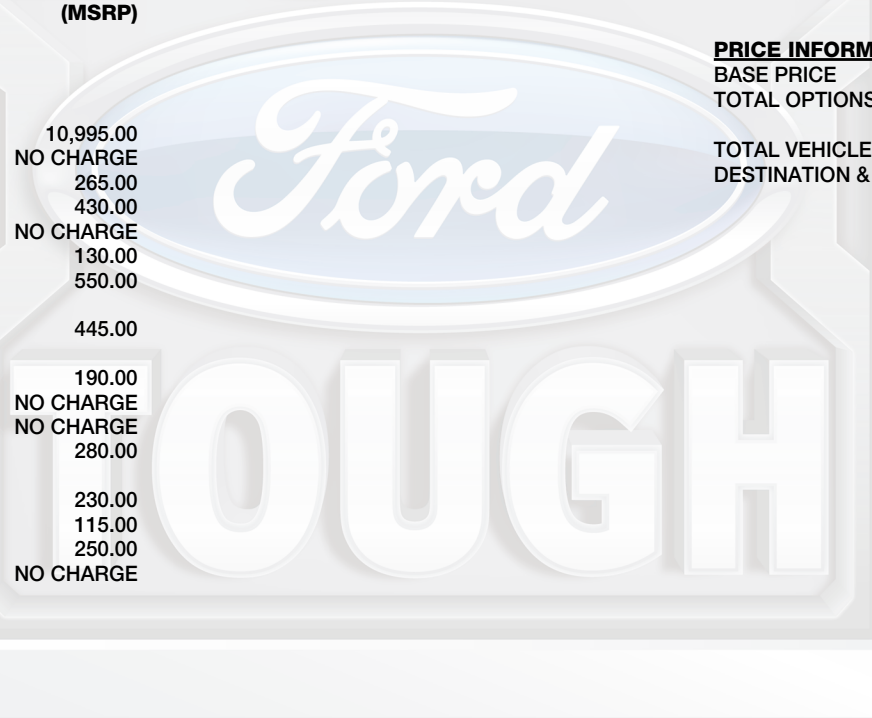 (MSRP)
10,995.00
NO CHARGE
265.00
430.00
NO CHARGE
130.00
550.00
445.00
190.00
NO CHARGE
NO CHARGE
280.00
230.00
115.00
250.00
NO CHARGE
PRICE INFORM
BASE PRICE
TOTAL OPTIONS
TOTAL VEHICLE
DESTINATION &
Ford
TOUGH